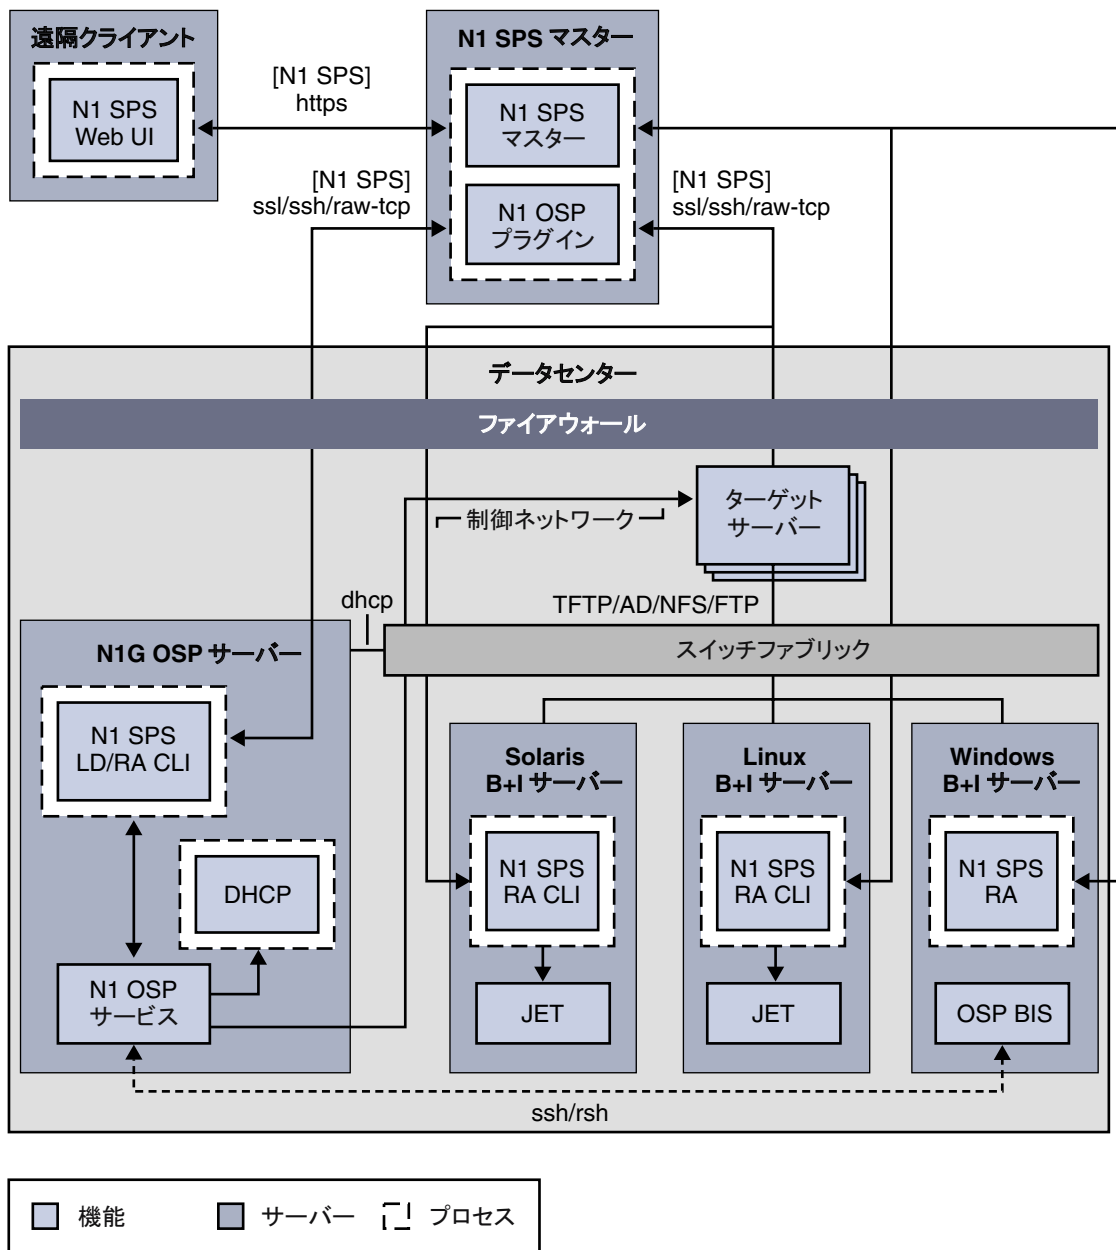 遠隔クライアント
N1 SPS
Web UI
[N1 SPS]
https
N1 SPS マスター
N1 SPS
マスター
N1 OSP
プラグイン
[N1 SPS]
ssl/ssh/raw-tcp
[N1 SPS]
ssl/ssh/raw-tcp
データセンター
ファイアウォール
ターゲット
サーバー
制御ネットワーク
dhcp
TFTP/AD/NFS/FTP
スイッチファブリック
N1G OSP サーバー
N1 SPS
LD/RA CLI
DHCP
N1 OSP
サービス
Solaris
B+I サーバー
N1 SPS
RA CLI
JET
Linux
B+I サーバー
N1 SPS
RA CLI
JET
Windows
B+I サーバー
N1 SPS
RA
OSP BIS
ssh/rsh
機能
サーバー
プロセス